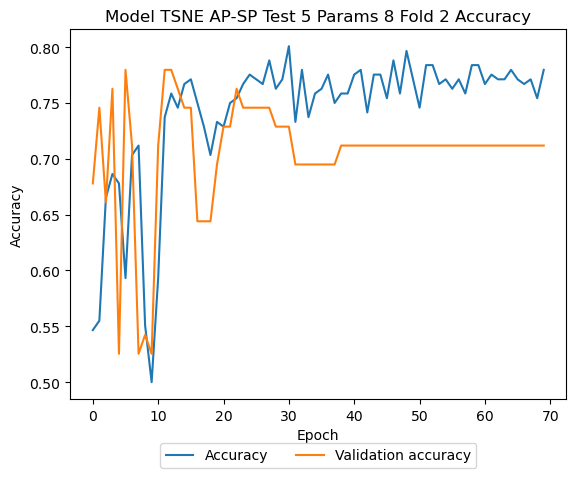 Model TSNE AP-SP Test 5 Params 8 Fold 2 Accuracy
0.80
0.75
0.70
0.65
0.60
0.55
0.50
Accuracy
0 10 20 30 40 50 60 70
Epoch
Accuracy Validation accuracy